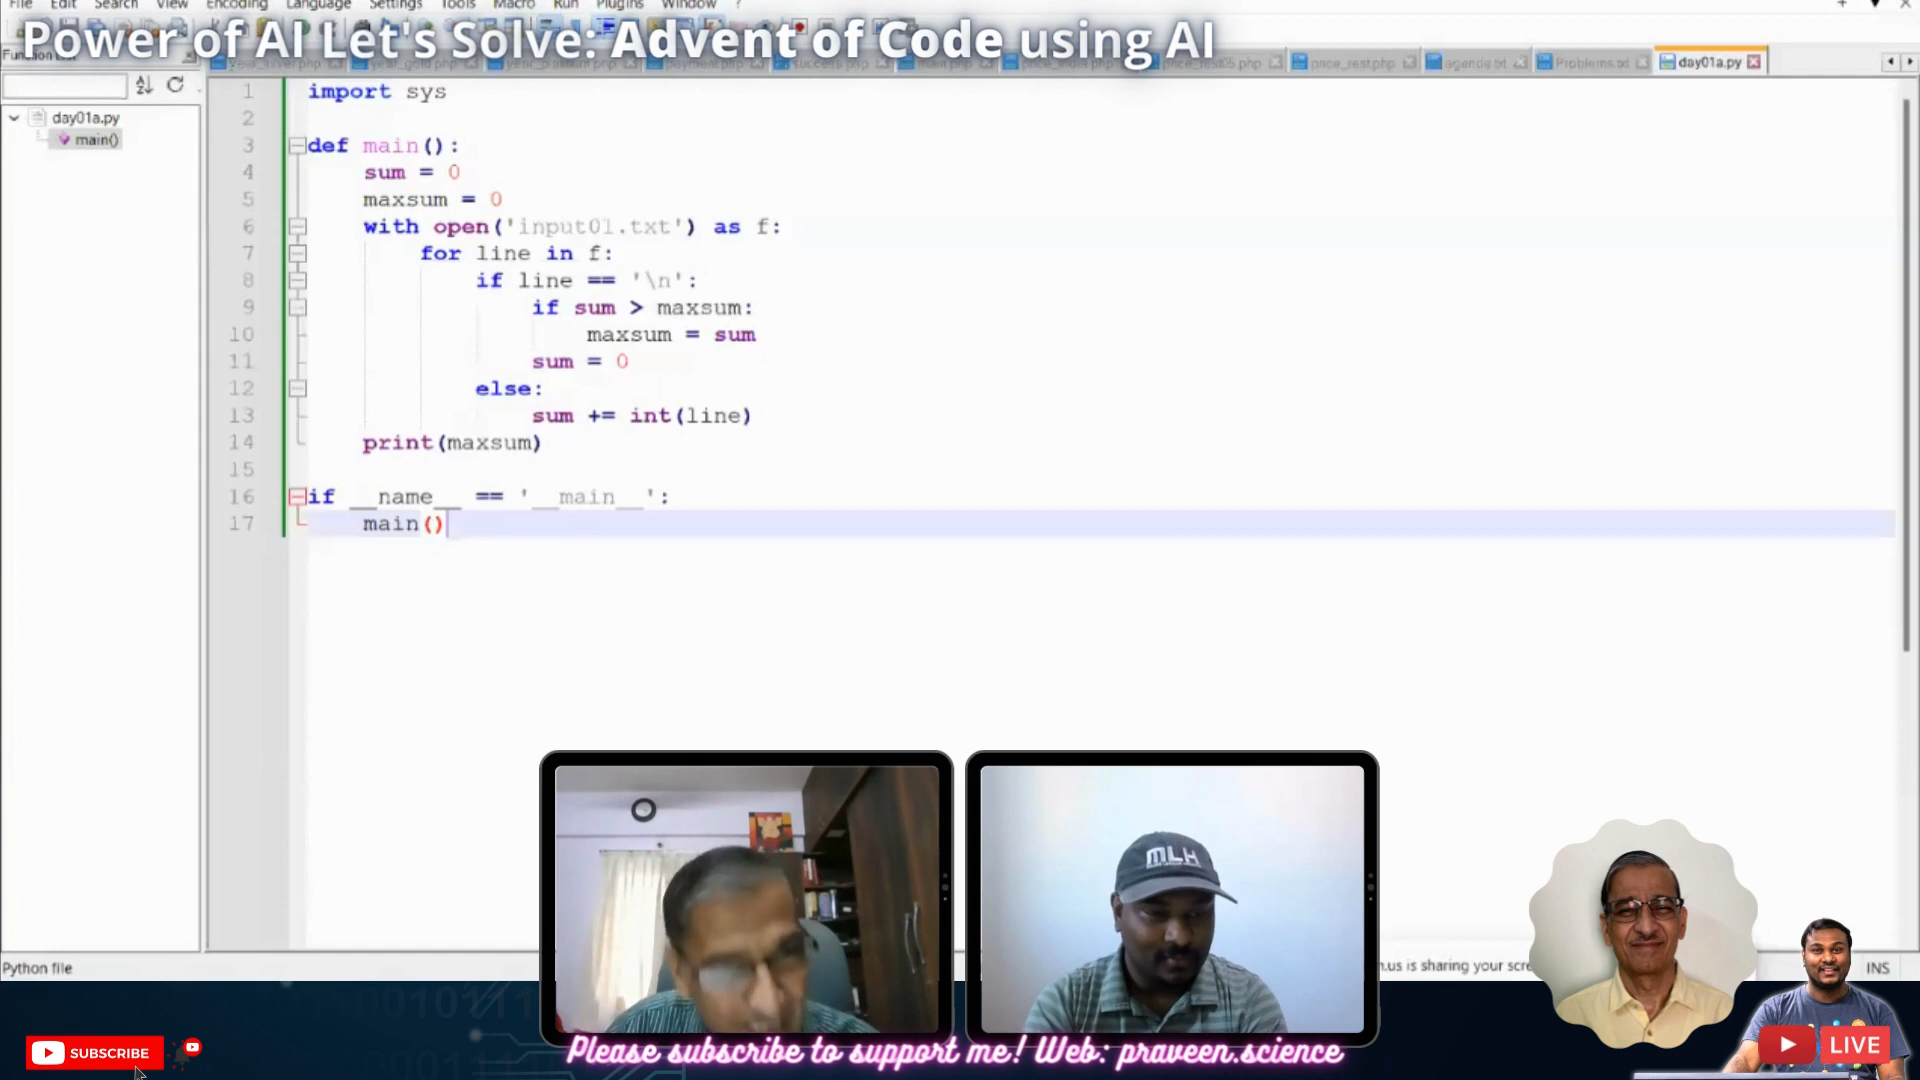 File Edit Search View Encoding Language Settings Tools Macro Run Plugins Window ?
Power of AI Let's Solve: Advent of Code using AI
price_rest.php agenda.txt Problems.txt day01a.py
day01a.py
main()
1 import sys
2
3 def main():
4 sum = 0
5 maxsum = 0
6 with open('input01.txt') as f:
7 for line in f:
8 if line == '\n':
9 if sum > maxsum:
10 maxsum = sum
11 sum = 0
12 else:
13 sum += int(line)
14 print(maxsum)
15
16 if __name__ == '__main__':
17 main()
MLH
Python file
is sharing your
INS
SUBSCRIBE
Please subscribe to support me! Web: praveen.science
LIVE